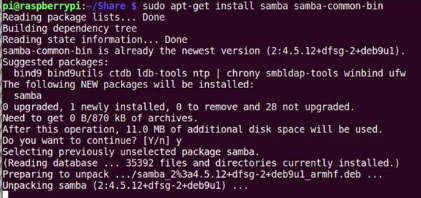 pi@raspberrypi:~/Share $ sudo apt-get install samba samba-common-bin
Reading package lists... Done
Building dependency tree
Reading state information... Done
samba-common-bin is already the newest version (2:4.5.12+dfsg-2+deb9u1).
Suggested packages:
  bind9 bind9utils ctdb ldb-tools ntp | chrony smbldap-tools winbind ufw
The following NEW packages will be installed:
  samba
0 upgraded, 1 newly installed, 0 to remove and 28 not upgraded.
Need to get 0 B/870 kB of archives.
After this operation, 11.0 MB of additional disk space will be used.
Do you want to continue? [Y/n] y
Selecting previously unselected package samba.
(Reading database ... 35392 files and directories currently installed.)
Preparing to unpack .../samba_2%3a4.5.12+dfsg-2+deb9u1_armhf.deb ...
Unpacking samba (2:4.5.12+dfsg-2+deb9u1) ...